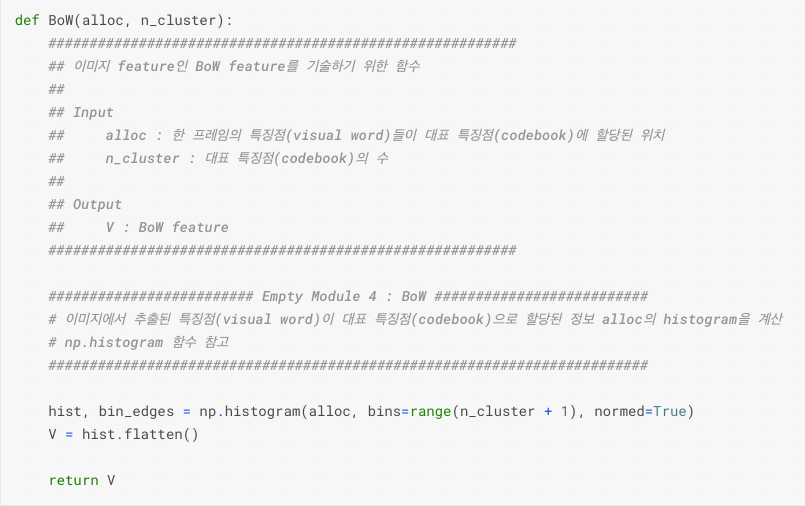 def BoW(alloc, n_cluster):
    #########################################################
    ## 이미지 feature인 BoW feature를 기술하기 위한 함수
    ##
    ## Input
    ##     alloc : 한 프레임의 특징점(visual word)들이 대표 특징점(codebook)에 할당된 위치
    ##     n_cluster : 대표 특징점(codebook)의 수
    ##
    ## Output
    ##     V : BoW feature
    #########################################################
    ######################### Empty Module 4 : BoW ##########################
    # 이미지에서 추출된 특징점(visual word)이 대표 특징점(codebook)으로 할당된 정보 alloc의 histogram을 계산
    # np.histogram 함수 참고
    #########################################################################
    hist, bin_edges = np.histogram(alloc, bins=range(n_cluster + 1), normed=True)
    V = hist.flatten()
    return V